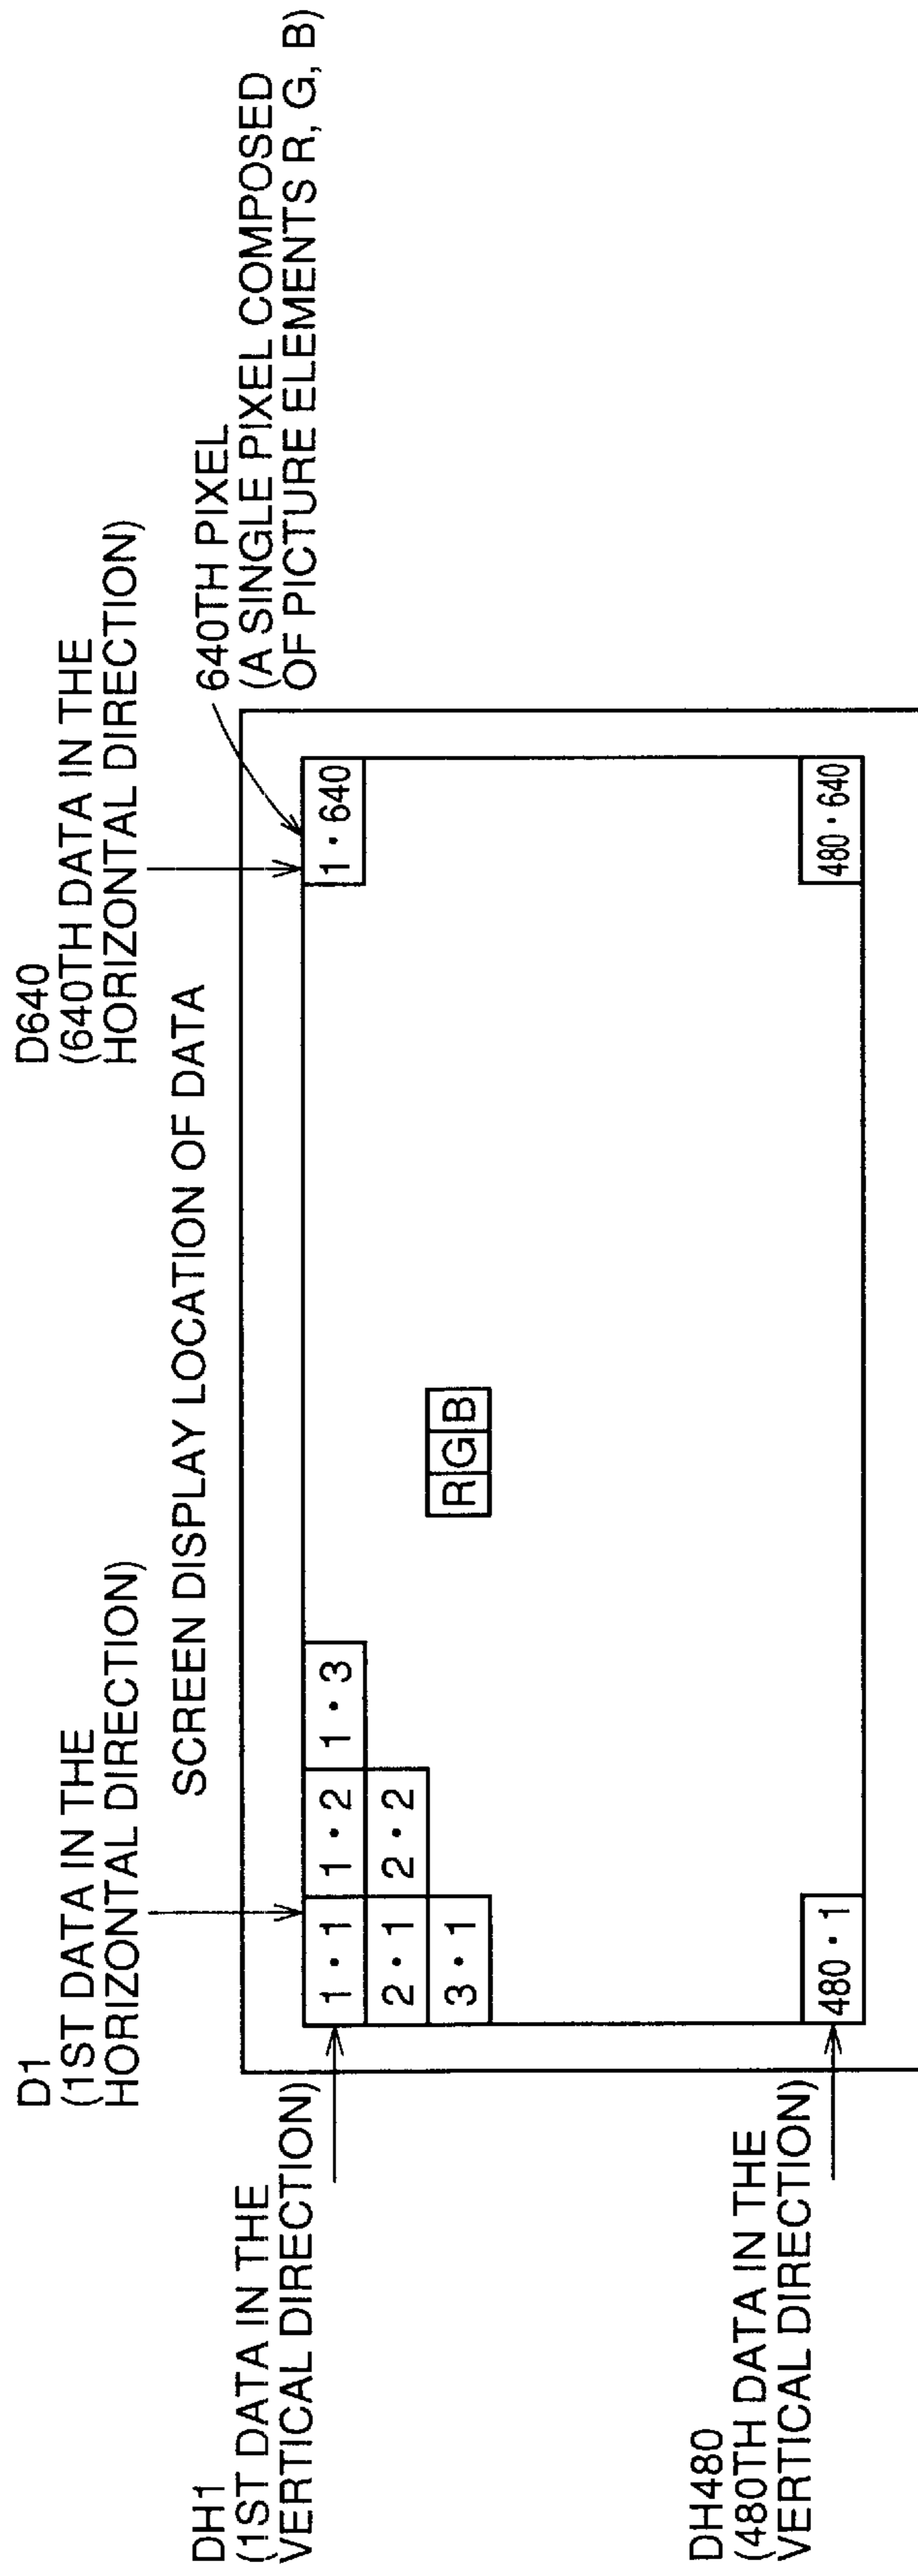 D1
(1ST DATA IN THE
HORIZONTAL DIRECTION)
D640
(640TH DATA IN THE
HORIZONTAL DIRECTION)
SCREEN DISPLAY LOCATION OF DATA
640TH PIXEL
(A SINGLE PIXEL COMPOSED
OF PICTURE ELEMENTS R, G, B)
DH1
(1ST DATA IN THE
VERTICAL DIRECTION)
1・1 1・2 1・3 1・640
2・1 2・2
3・1 R G B
DH480
(480TH DATA IN THE
VERTICAL DIRECTION)
480・1 480・640